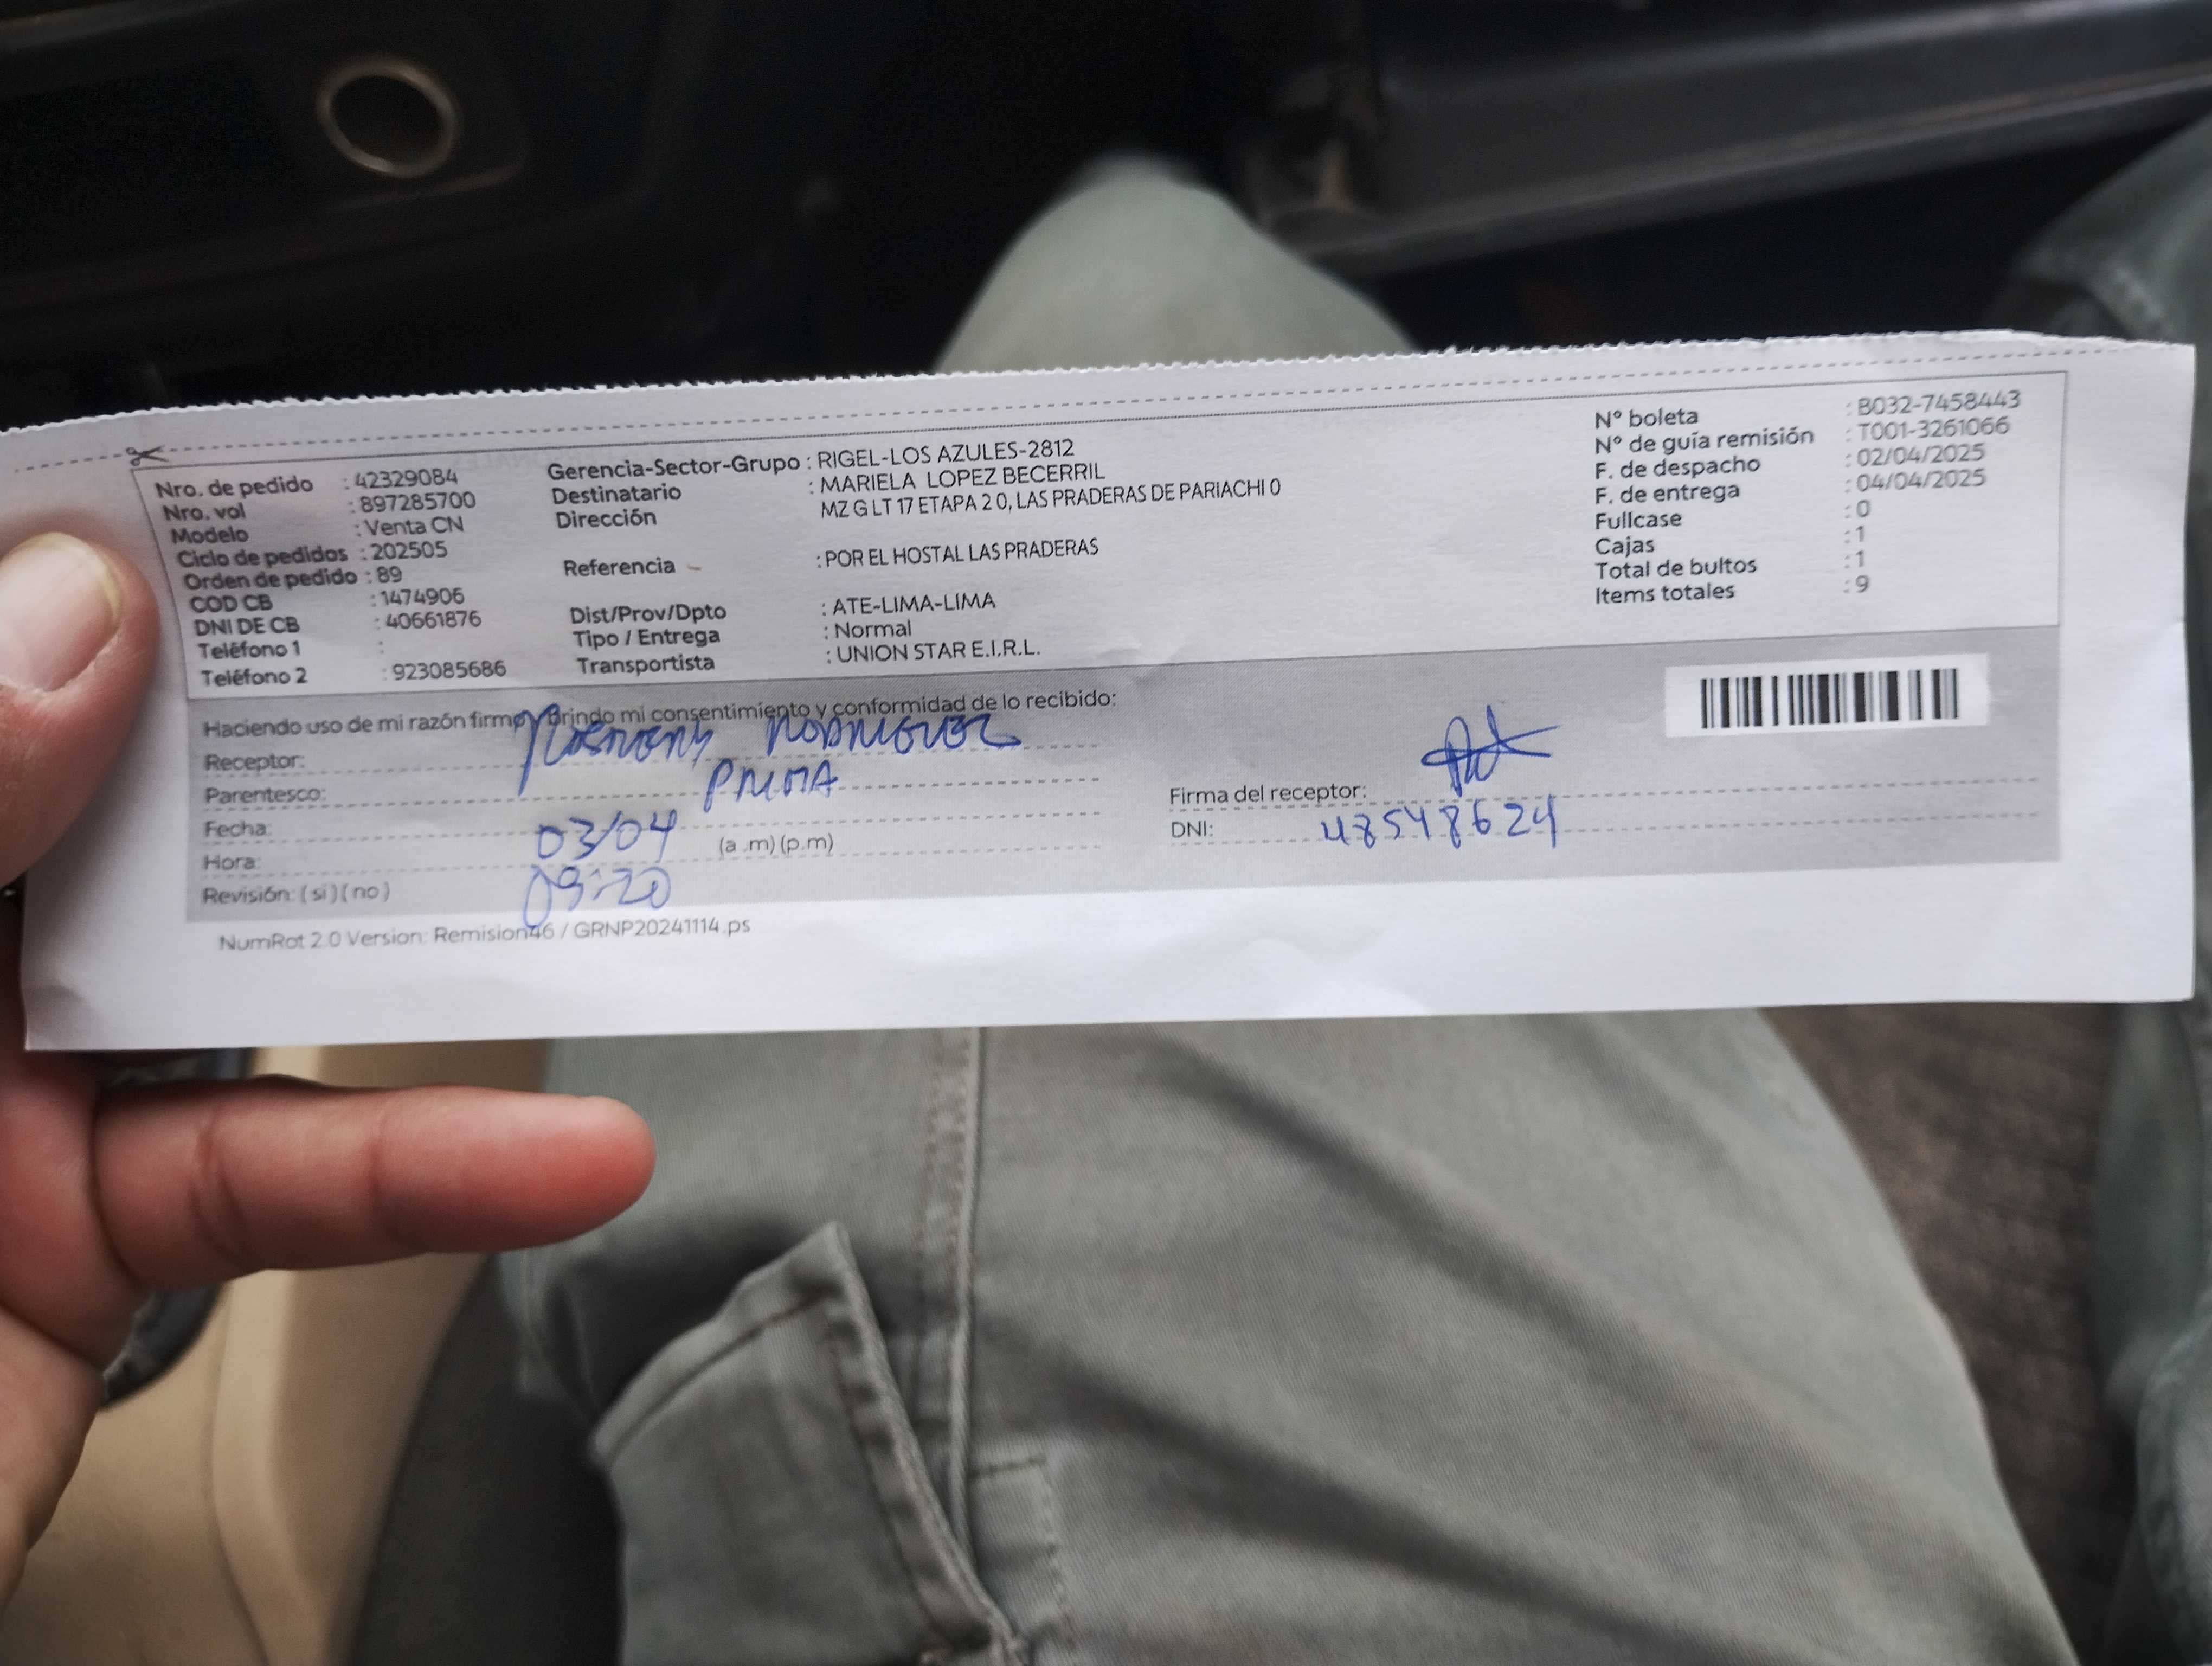 Nro. de pedido : 42329084
Nro. vol : 897285700
Modelo : Venta CN
Ciclo de pedidos : 202505
Orden de pedido : 89
COD CB : 1474906
DNI DE CB : 40661876
Teléfono 1 :
Teléfono 2 : 923085686
Gerencia-Sector-Grupo : RIGEL-LOS AZULES-2812
Destinatario : MARIELA LOPEZ BECERRIL
Dirección MZ G LT 17 ETAPA 2 0, LAS PRADERAS DE PARIACHI 0
Referencia : POR EL HOSTAL LAS PRADERAS
Dist/Prov/Dpto : ATE-LIMA-LIMA
Tipo / Entrega : Normal
Transportista : UNION STAR E.I.R.L.
N° boleta : B032-7458443
N° de guía remisión : T001-3261066
F. de despacho : 02/04/2025
F. de entrega : 04/04/2025
Fullcase : 0
Cajas : 1
Total de bultos : 1
Items totales : 9
Haciendo uso de mi razón firmo y brindo mi consentimiento y conformidad de lo recibido:
Receptor:
Parentesco: PRIMA
Fecha: 03/04
Hora: 09:20 (a .m) (p.m)
Revisión: ( si ) ( no )
Firma del receptor:
DNI: 48548624
NumRot 2.0 Version: Remision46 / GRNP20241114.ps